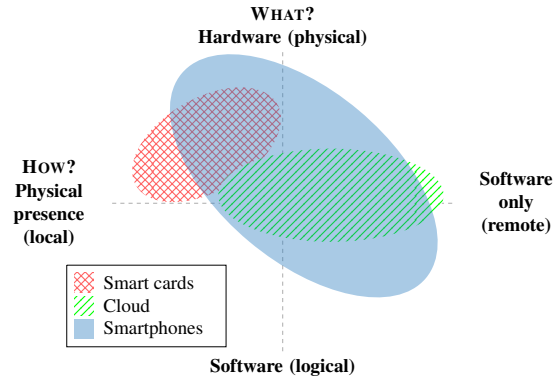 WHAT?
Hardware (physical)
HOW?
Physical
presence
(local)
Software
only
(remote)
Smart cards
Cloud
Smartphones
Software (logical)